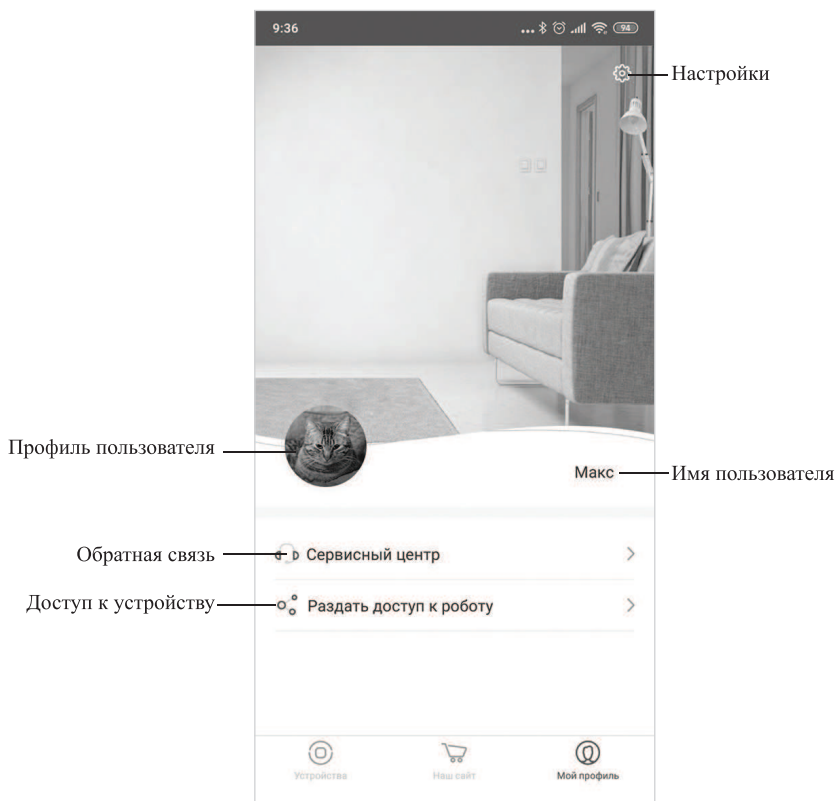 9:36
94
Настройки
Профиль пользователя
Макс
Имя пользователя
Обратная связь
Сервисный центр
Доступ к устройству
Раздать доступ к роботу
Устройства
Наш сайт
Мой профиль